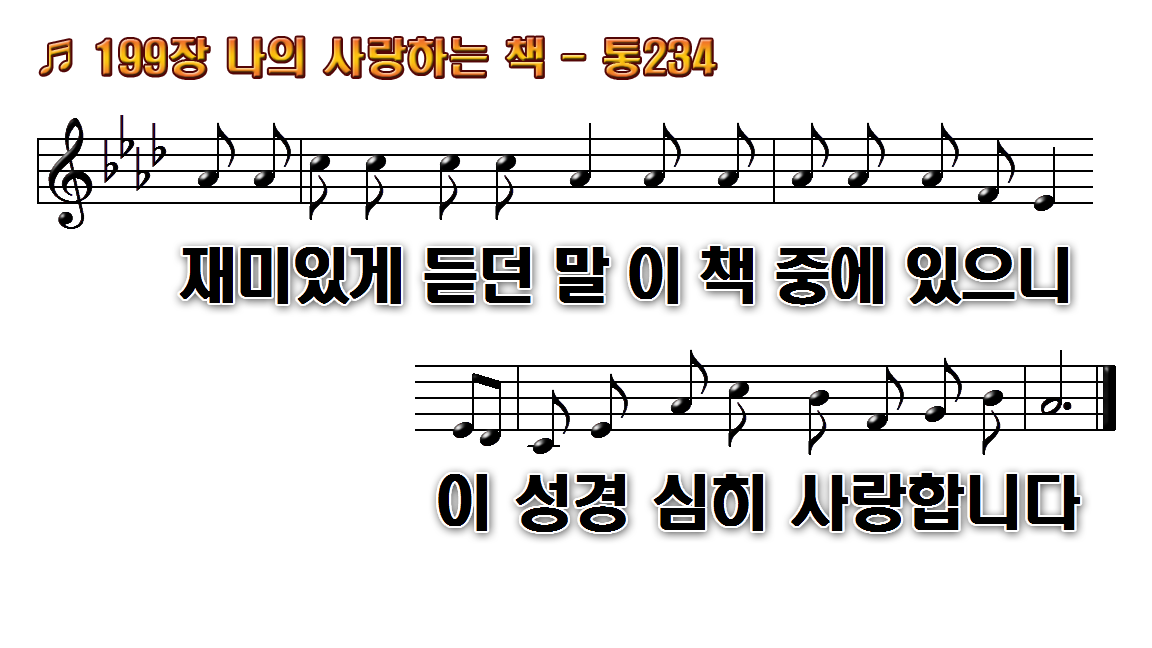 ♬ 199장 나의 사랑하는 책 - 통234
재미있게 듣던 말 이 책 중에 있으니
이 성경 심히 사랑합니다